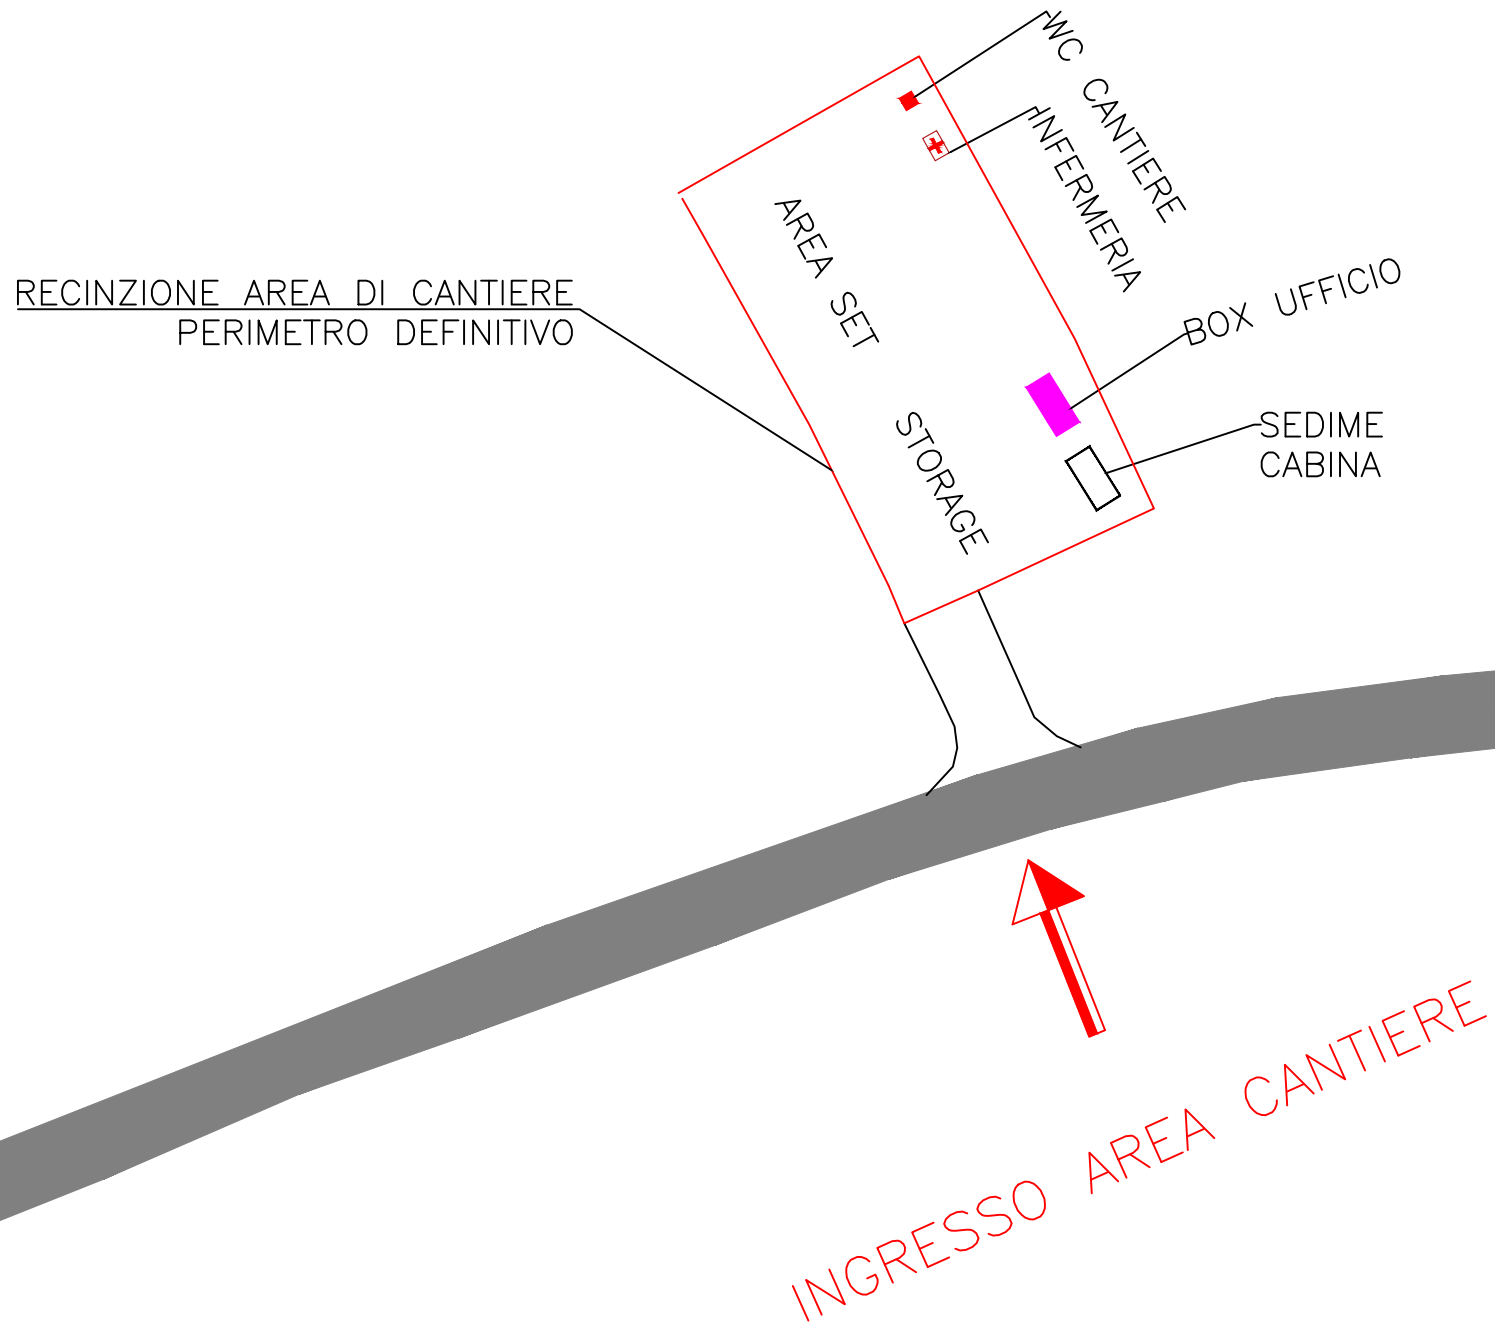 WC CANTIERE
INFERMERIA
AREA SET
STORAGE
RECINZIONE AREA DI CANTIERE
PERIMETRO DEFINITIVO
BOX UFFICIO
SEDIME
CABINA
INGRESSO AREA CANTIERE